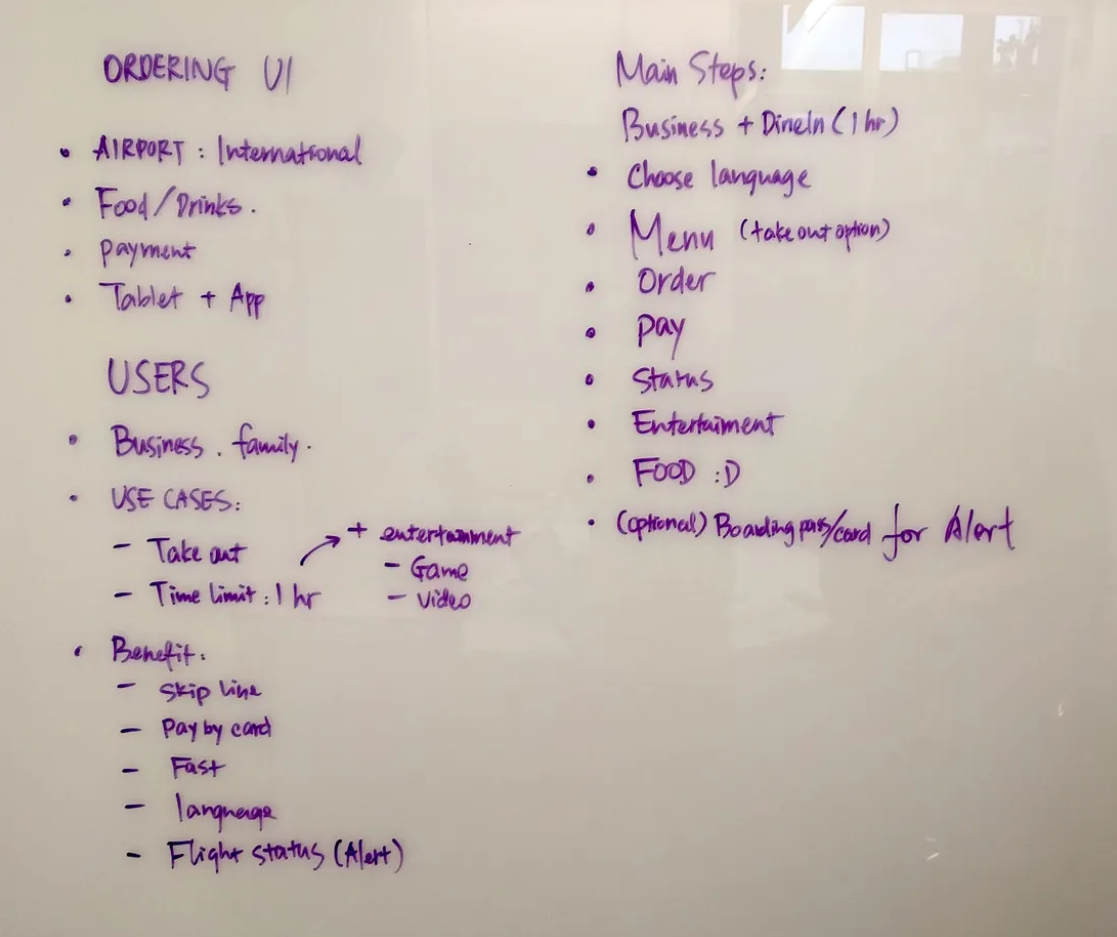 ORDERING UI
• AIRPORT : International
• Food/Drinks.
• Payment
• Tablet + App
USERS
• Business . family.
• USE CASES:
– Take out
– Time limit : 1 hr
+ entertainment
– Game
– Video
• Benefit:
– Skip line
– Pay by card
– Fast
– language
– Flight status (Alert)
Main Steps:
Business + DineIn (1 hr)
• Choose language
• Menu (take out option)
• Order
• Pay
• Status
• Entertaiment
• FOOD :D
• (optional) Boarding pass/card for Alert